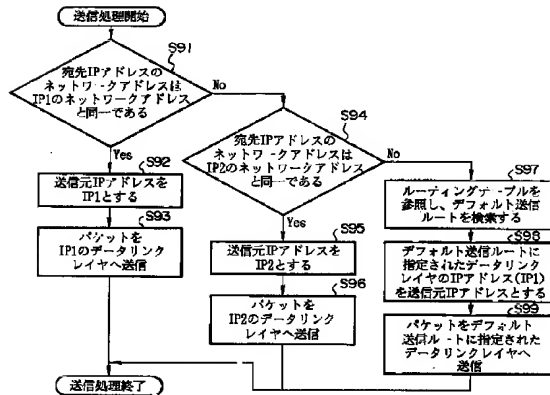 送信処理開始
S91
宛先IPアドレスの
ネットワークアドレスは
IP1のネットワークアドレス
と同一である
No
Yes
S92
送信元IPアドレスを
IP1とする
S93
パケットを
IP1のデータリンク
レイヤへ送信
S94
宛先IPアドレスの
ネットワークアドレスは
IP2のネットワークアドレス
と同一である
No
Yes
S95
送信元IPアドレスを
IP2とする
S96
パケットを
IP2のデータリンク
レイヤへ送信
S97
ルーティングテーブルを
参照し、デフォルト送信
ルートを検索する
S98
デフォルト送信ルートに
指定されたデータリンク
レイヤのIPアドレス(IP1)
を送信元IPアドレスとする
S99
パケットをデフォルト
送信ルートに指定された
データリンクレイヤへ
送信
送信処理終了